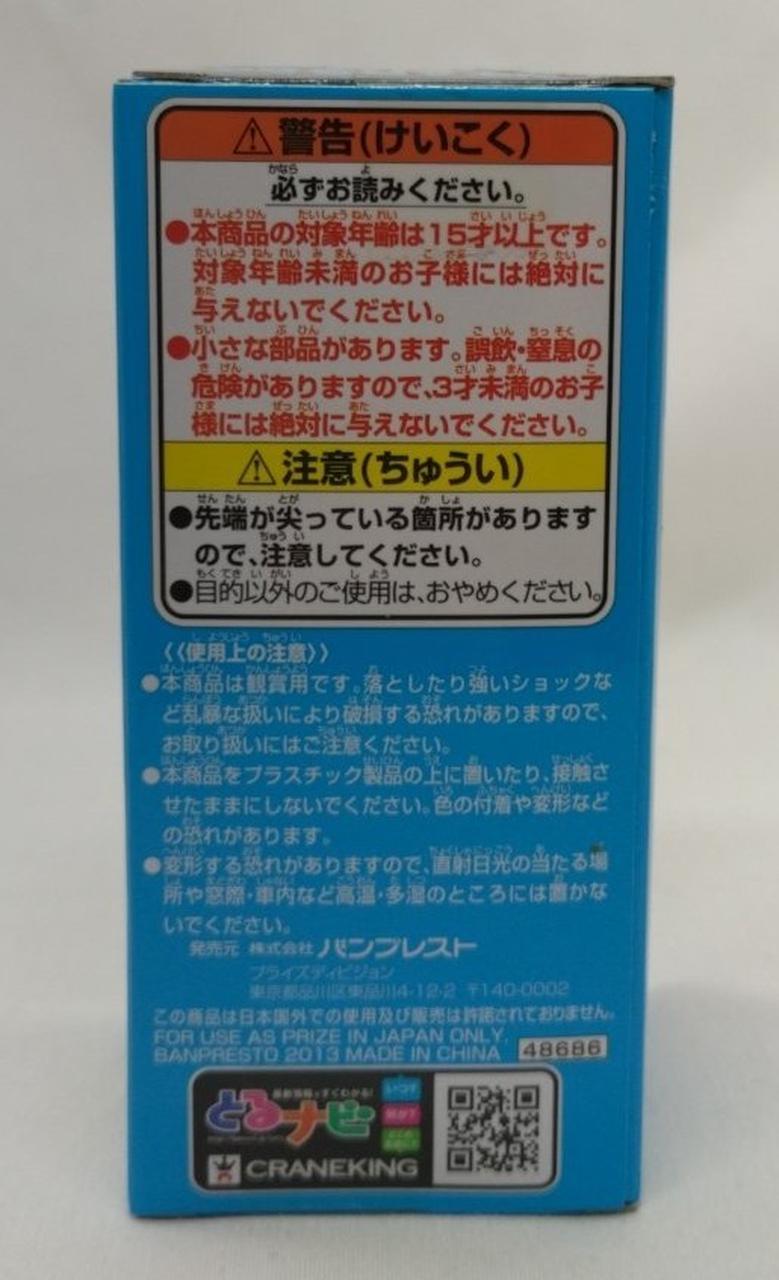 ⚠警告(けいこく)
必ずお読みください。
●本商品の対象年齢は15才以上です。
対象年齢未満のお子様には絶対に
与えないでください。
●小さな部品があります。誤飲・窒息の
危険がありますので、3才未満のお子
様には絶対に与えないでください。
⚠注意(ちゅうい)
●先端が尖っている箇所があります
ので、注意してください。
●目的以外のご使用は、おやめください。
《使用上の注意》
●本商品は観賞用です。落としたり強いショックな
ど乱暴な扱いにより破損する恐れがありますので、
お取り扱いにはご注意ください。
●本商品をプラスチック製品の上に置いたり、接触さ
せたままにしないでください。色の付着や変形など
の恐れがあります。
●変形する恐れがありますので、直射日光の当たる場
所や窓際・車内など高温・多湿のところには置かな
いでください。
発売元 株式会社 バンプレスト
プライズディビジョン
東京都品川区東品川4-12-2 〒140-0002
この商品は日本国外での使用及び販売は許諾されておりません。
FOR USE AS PRIZE IN JAPAN ONLY.
BANPRESTO 2013 MADE IN CHINA 48686
最新情報がすぐわかる!
とるナビ
いつ?
CRANEKING